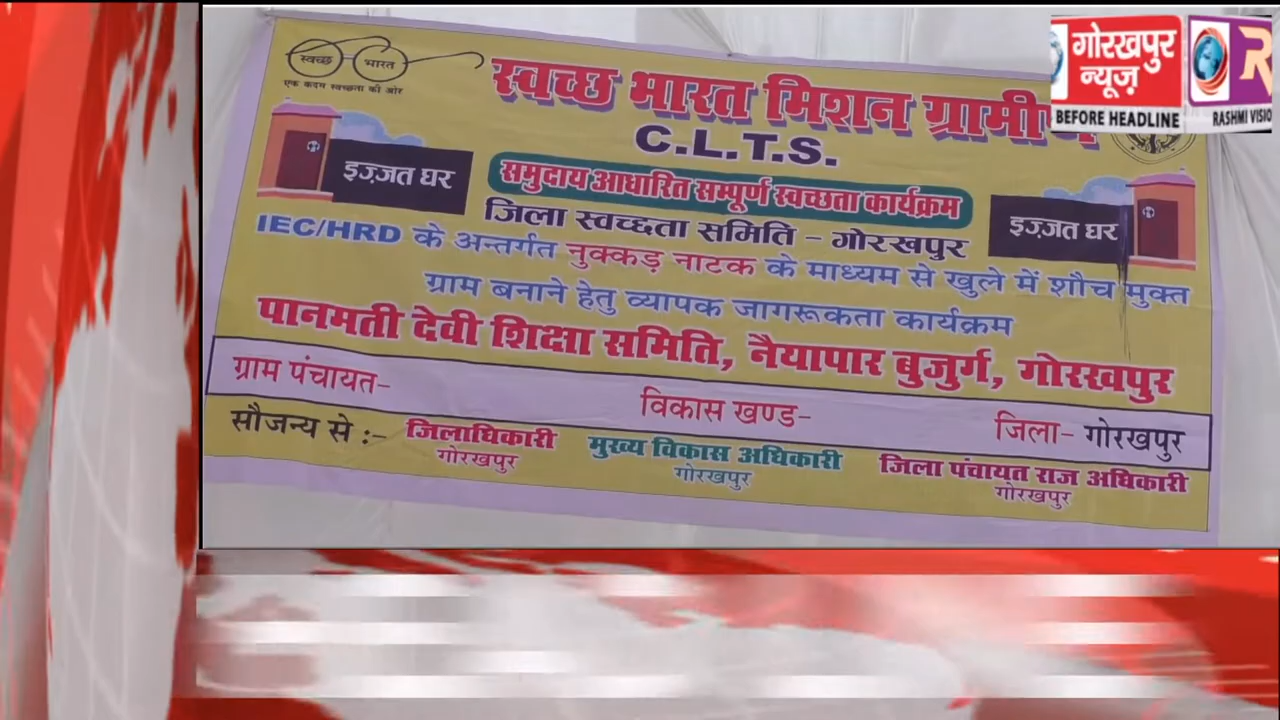 स्वच्छ भारत
एक कदम स्वच्छता की ओर
स्वच्छ भारत मिशन
C.L.T.S.
समुदाय आधारित सम्पूर्ण स्वच्छता कार्यक्रम
इज़्ज़त घर
इज़्ज़त घर
जिला स्वच्छता समिति – गोरखपुर
IEC/HRD के अन्तर्गत नुक्कड़ नाटक के माध्यम से खुले में शौच मुक्त
ग्राम बनाने हेतु व्यापक जागरूकता कार्यक्रम
पानमती देवी शिक्षा समिति, नैयापार बुजुर्ग, गोरखपुर
ग्राम पंचायत- विकास खण्ड- जिला- गोरखपुर
सौजन्य से :- जिलाधिकारी मुख्य विकास अधिकारी जिला पंचायत राज अधिकारी
गोरखपुर गोरखपुर गोरखपुर
गोरखपुर
न्यूज़
BEFORE HEADLINE
R
RASHMI VISIO